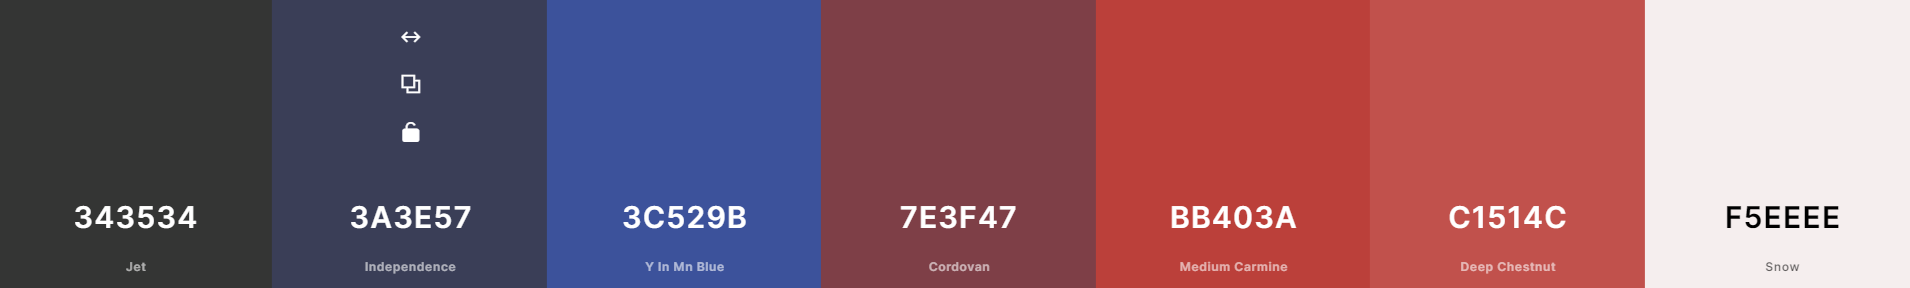 343534
3A3E57
3C529B
7E3F47
BB403A
C1514C
F5EEEE
Jet
Independence
Y In Mn Blue
Cordovan
Medium Carmine
Deep Chestnut
Snow